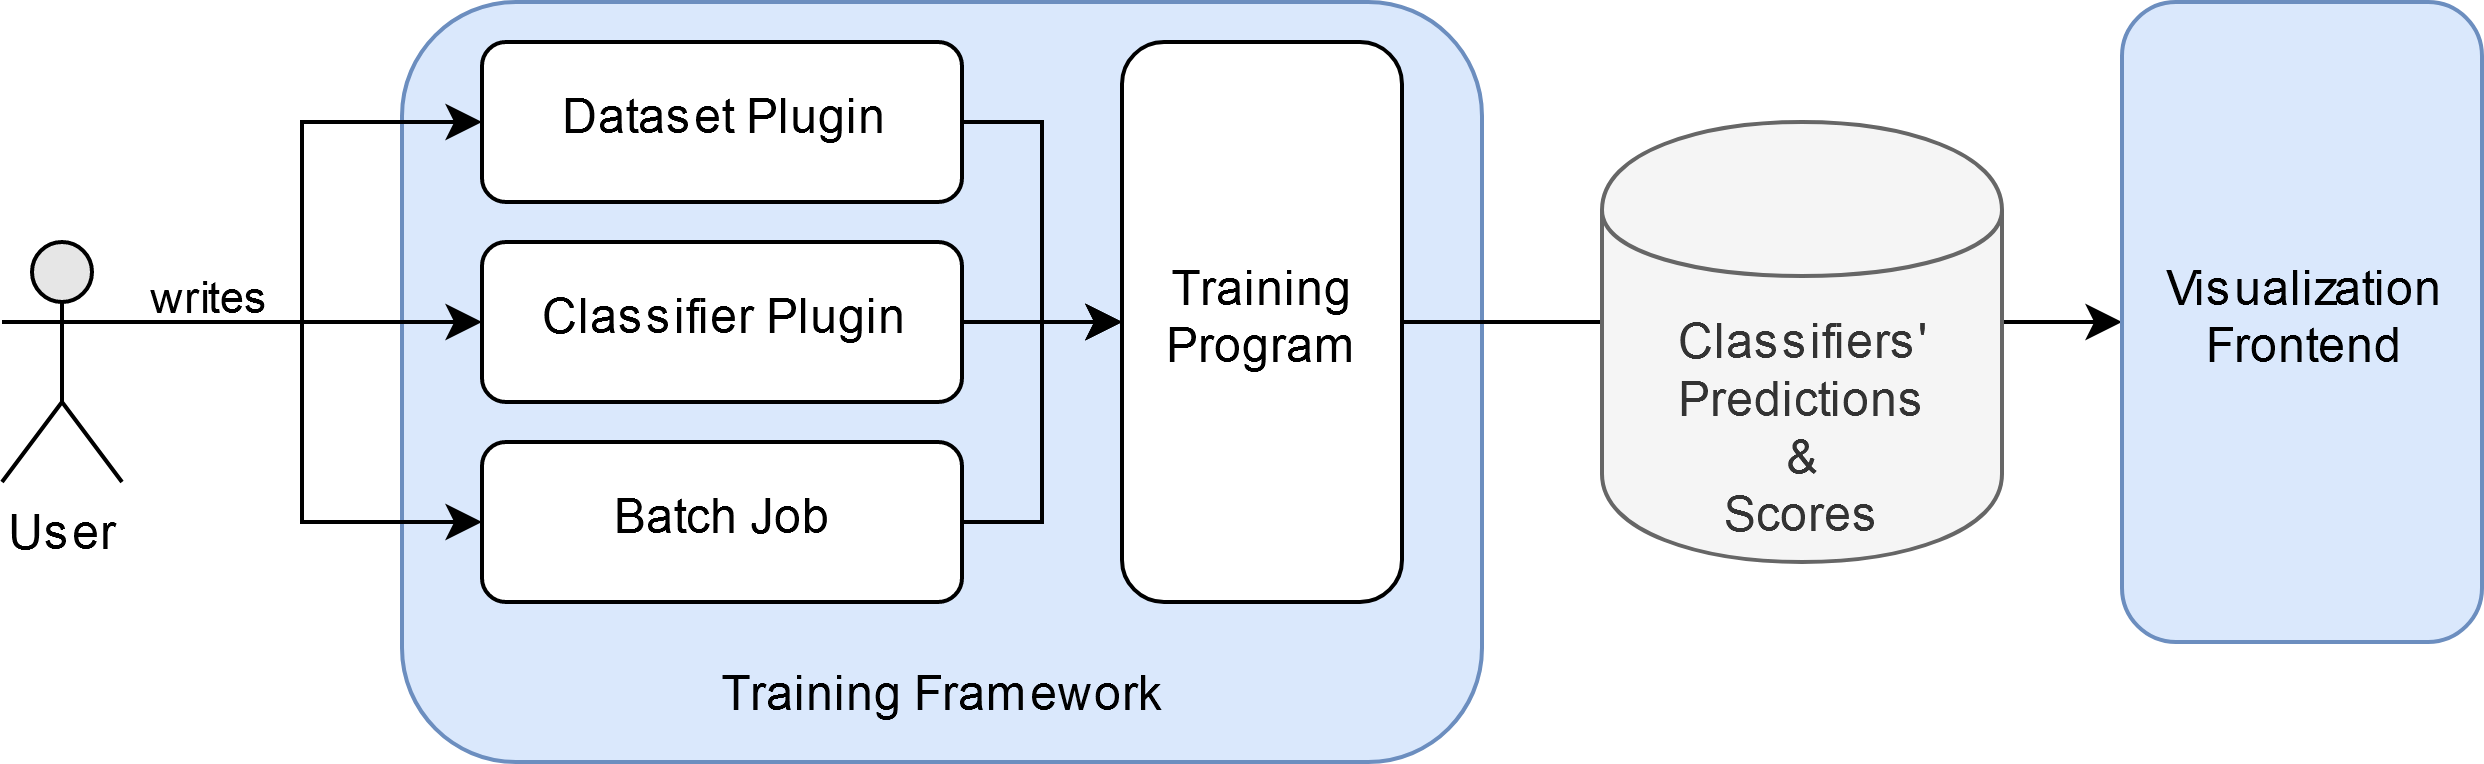 User
writes
Dataset Plugin
Classifier Plugin
Batch Job
Training
Program
Training Framework
Classifiers'
Predictions
&
Scores
Visualization
Frontend